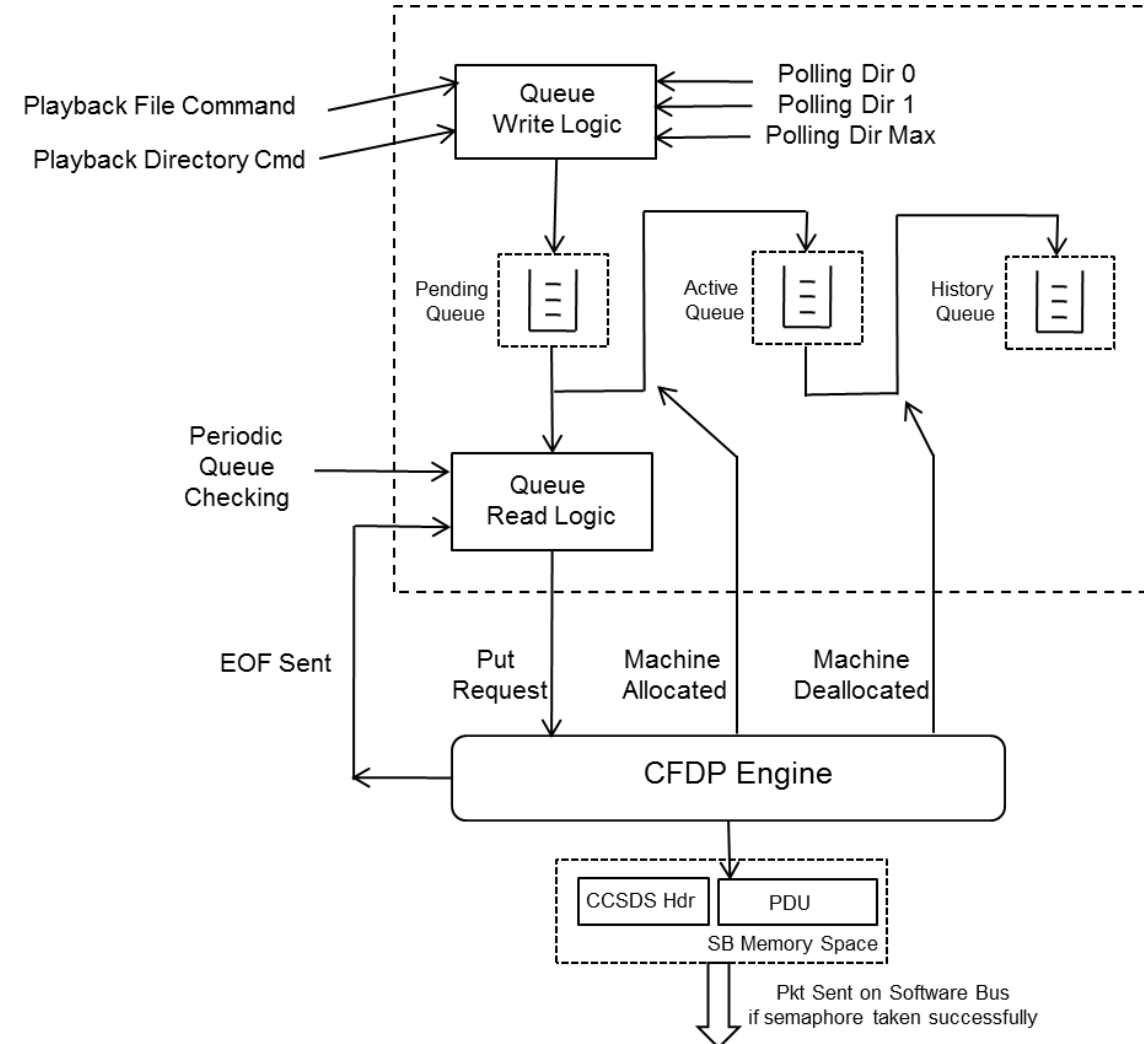 Queue
Write Logic
Playback File Command
Playback Directory Cmd
Polling Dir 0
Polling Dir 1
Polling Dir Max
Pending
Queue
Active
Queue
History
Queue
Periodic
Queue
Checking
Queue
Read Logic
EOF Sent
Put
Request
Machine
Allocated
Machine
Deallocated
CFDP Engine
CCSDS Hdr
PDU
SB Memory Space
Pkt Sent on Software Bus
if semaphore taken successfully